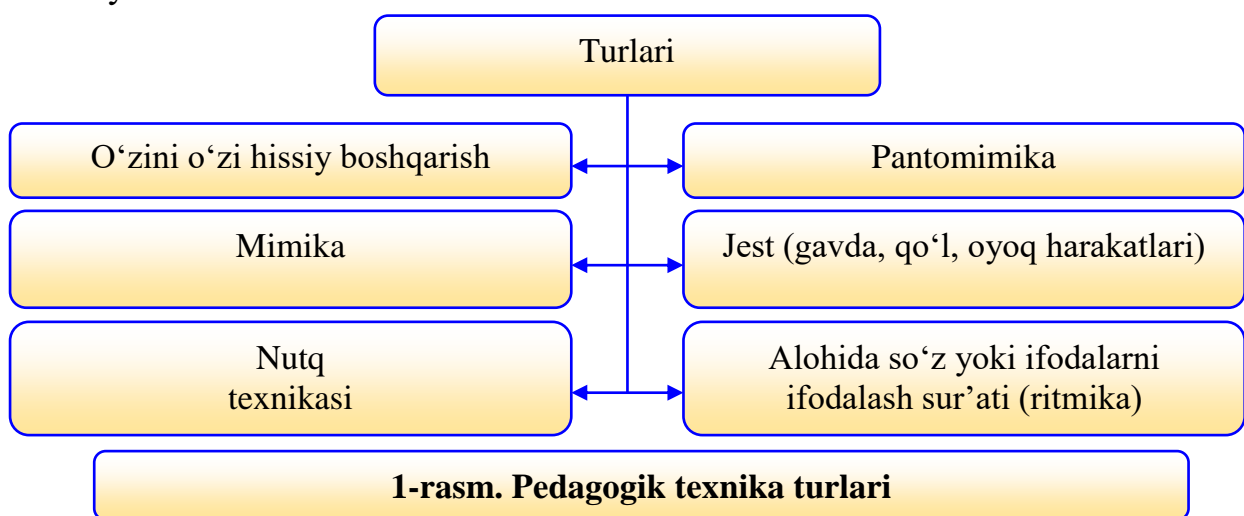 Turlari
O‘zini o‘zi hissiy boshqarish
Pantomimika
Mimika
Jest (gavda, qo‘l, oyoq harakatlari)
Nutq
texnikasi
Alohida so‘z yoki ifodalarni
ifodalash sur’ati (ritmika)
1-rasm. Pedagogik texnika turlari